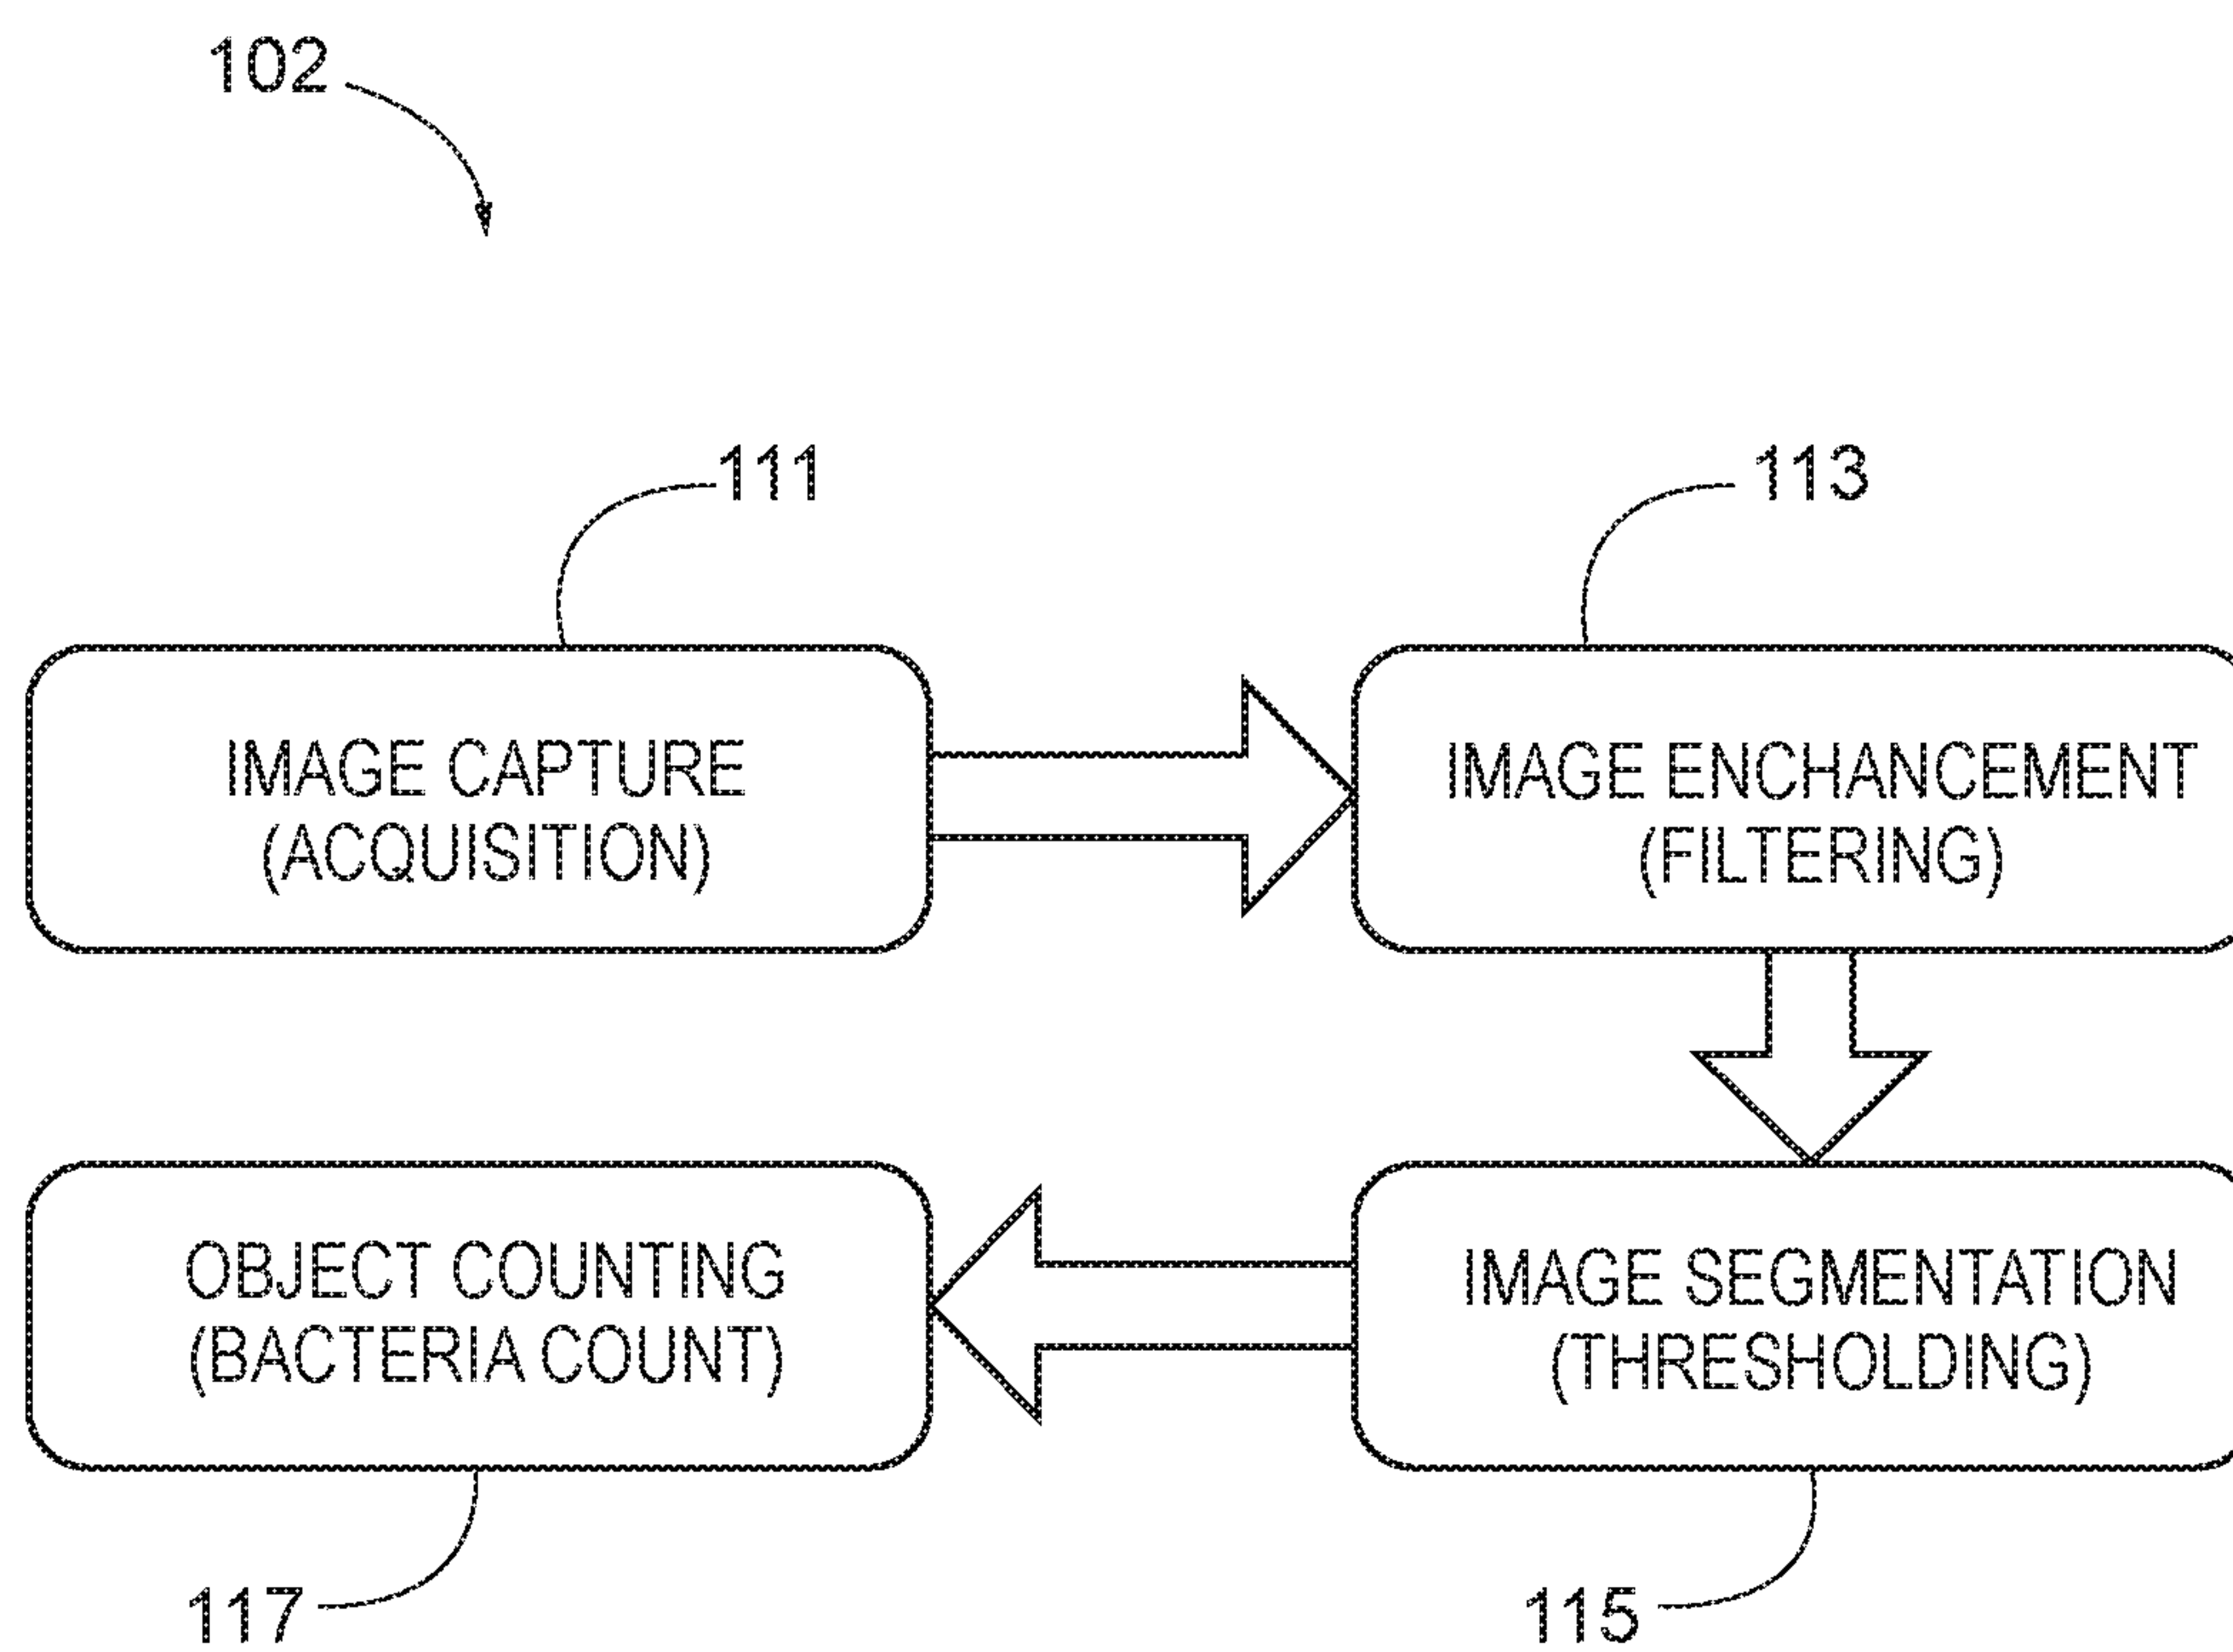 102
111
113
IMAGE CAPTURE
(ACQUISITION)
IMAGE ENCHANCEMENT
(FILTERING)
OBJECT COUNTING
(BACTERIA COUNT)
IMAGE SEGMENTATION
(THRESHOLDING)
117
115